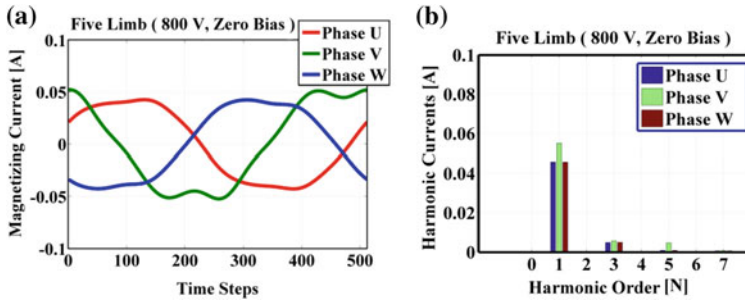 (a)
Five Limb ( 800 V, Zero Bias)
Magnetizing Current [A]
0.1
0.05
0
-0.05
-0.1
Phase U
Phase V
Phase W
0 100 200 300 400 500
Time Steps
(b)
Five Limb ( 800 V, Zero Bias)
Harmonic Currents [A]
0.1
0.08
0.06
0.04
0.02
0
Phase U
Phase V
Phase W
0 1 2 3 4 5 6 7
Harmonic Order [N]